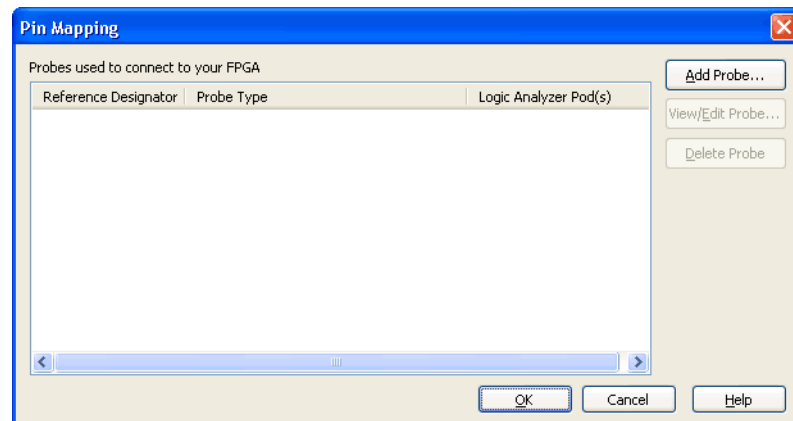 Pin Mapping
Probes used to connect to your FPGA
Add Probe...
Reference Designator Probe Type Logic Analyzer Pod(s)
View/Edit Probe...
Delete Probe
OK Cancel Help